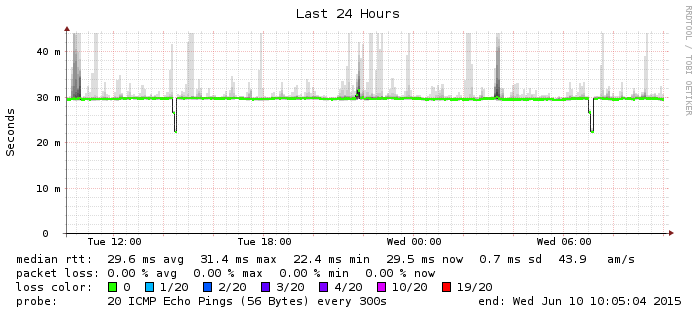 Last 24 Hours
RRDTOOL / TOBI OETIKER
Seconds
40 m
30 m
20 m
10 m
0
Tue 12:00 Tue 18:00 Wed 00:00 Wed 06:00
median rtt: 29.6 ms avg 31.4 ms max 22.4 ms min 29.5 ms now 0.7 ms sd 43.9 am/s
packet loss: 0.00 % avg 0.00 % max 0.00 % min 0.00 % now
loss color: 0 1/20 2/20 3/20 4/20 10/20 19/20
probe: 20 ICMP Echo Pings (56 Bytes) every 300s end: Wed Jun 10 10:05:04 2015